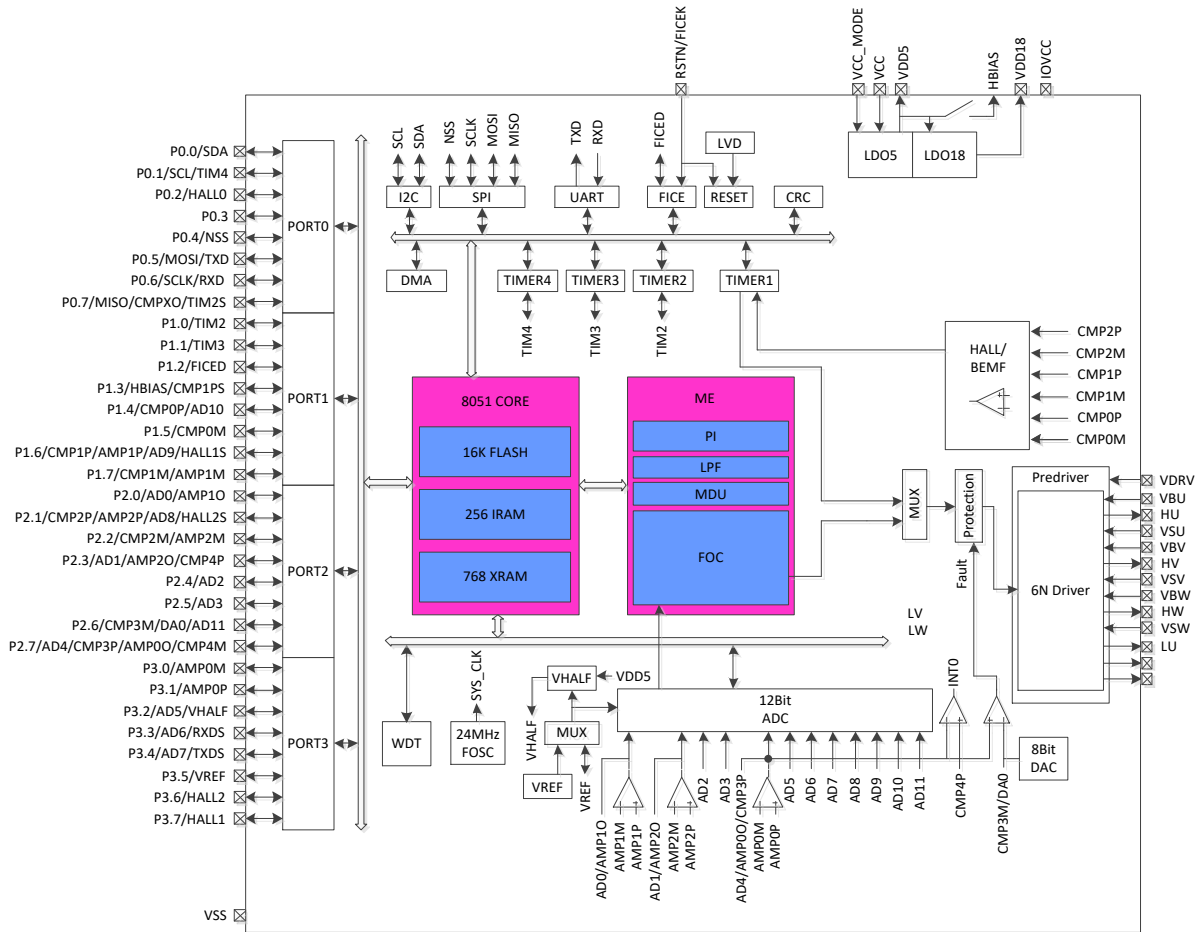 RSTN/FICEK
VCC_MODE
VCC
VDD5
HBIAS
VDD18
IOVCC
P0.0/SDA
P0.1/SCL/TIM4
P0.2/HALL0
P0.3
P0.4/NSS
P0.5/MOSI/TXD
P0.6/SCLK/RXD
P0.7/MISO/CMPXO/TIM2S
P1.0/TIM2
P1.1/TIM3
P1.2/FICED
P1.3/HBIAS/CMP1PS
P1.4/CMP0P/AD10
P1.5/CMP0M
P1.6/CMP1P/AMP1P/AD9/HALL1S
P1.7/CMP1M/AMP1M
P2.0/AD0/AMP1O
P2.1/CMP2P/AMP2P/AD8/HALL2S
P2.2/CMP2M/AMP2M
P2.3/AD1/AMP2O/CMP4P
P2.4/AD2
P2.5/AD3
P2.6/CMP3M/DA0/AD11
P2.7/AD4/CMP3P/AMP0O/CMP4M
P3.0/AMP0M
P3.1/AMP0P
P3.2/AD5/VHALF
P3.3/AD6/RXDS
P3.4/AD7/TXDS
P3.5/VREF
P3.6/HALL2
P3.7/HALL1
VSS
PORT0
PORT1
PORT2
PORT3
SCL
SDA
NSS
SCLK
MOSI
MISO
TXD
RXD
FICED
LVD
I2C
SPI
UART
FICE
RESET
CRC
LDO5
LDO18
DMA
TIMER4
TIMER3
TIMER2
TIMER1
TIM4
TIM3
TIM2
HALL/
BEMF
CMP2P
CMP2M
CMP1P
CMP1M
CMP0P
CMP0M
8051 CORE
16K FLASH
256 IRAM
768 XRAM
ME
PI
LPF
MDU
FOC
MUX
Protection
Fault
Predriver
6N Driver
VDRV
VBU
HU
VSU
VBV
HV
VSV
VBW
HW
VSW
LU
LV
LW
SYS_CLK
WDT
24MHz
FOSC
VHALF
VDD5
VHALF
MUX
VREF
VREF
12Bit
ADC
AD0/AMP1O
AMP1M
AMP1P
AD1/AMP2O
AMP2M
AMP2P
AD2
AD3
AD4/AMP0O/CMP3P
AMP0M
AMP0P
AD5
AD6
AD7
AD8
AD9
AD10
AD11
INT0
CMP4P
CMP3M/DA0
8Bit
DAC